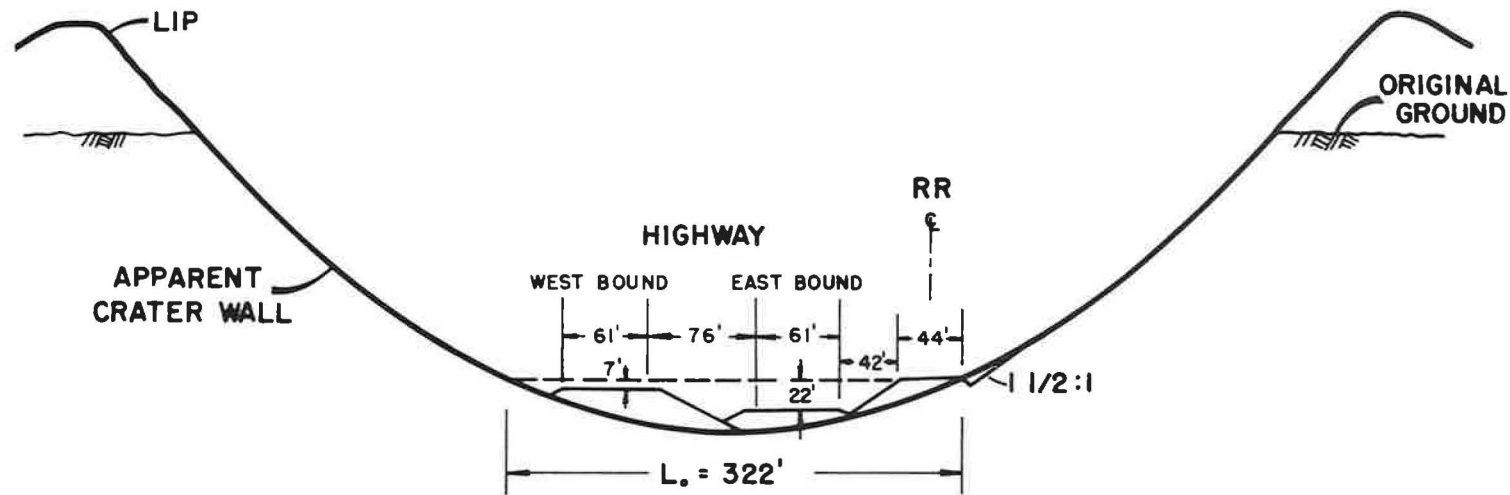 LIP
ORIGINAL
GROUND
RR
℄
HIGHWAY
APPARENT
CRATER WALL
WEST BOUND
EAST BOUND
61' 76' 61' 44'
7' 42'
22'
1 1/2:1
L. = 322'